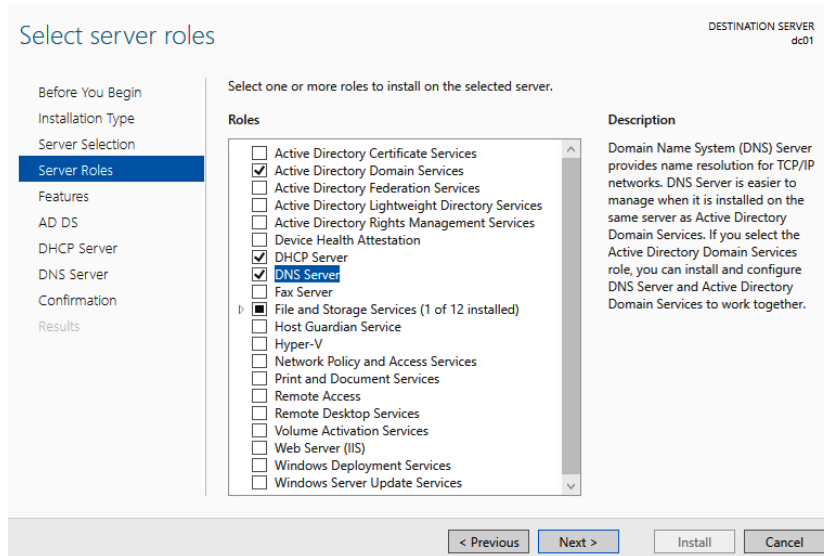 Select server roles
DESTINATION SERVER
dc01
Before You Begin
Installation Type
Server Selection
Server Roles
Features
AD DS
DHCP Server
DNS Server
Confirmation
Results
Select one or more roles to install on the selected server.
Roles
Active Directory Certificate Services
Active Directory Domain Services
Active Directory Federation Services
Active Directory Lightweight Directory Services
Active Directory Rights Management Services
Device Health Attestation
DHCP Server
DNS Server
Fax Server
File and Storage Services (1 of 12 installed)
Host Guardian Service
Hyper-V
Network Policy and Access Services
Print and Document Services
Remote Access
Remote Desktop Services
Volume Activation Services
Web Server (IIS)
Windows Deployment Services
Windows Server Update Services
Description
Domain Name System (DNS) Server
provides name resolution for TCP/IP
networks. DNS Server is easier to
manage when it is installed on the
same server as Active Directory
Domain Services. If you select the
Active Directory Domain Services
role, you can install and configure
DNS Server and Active Directory
Domain Services to work together.
< Previous
Next >
Install
Cancel